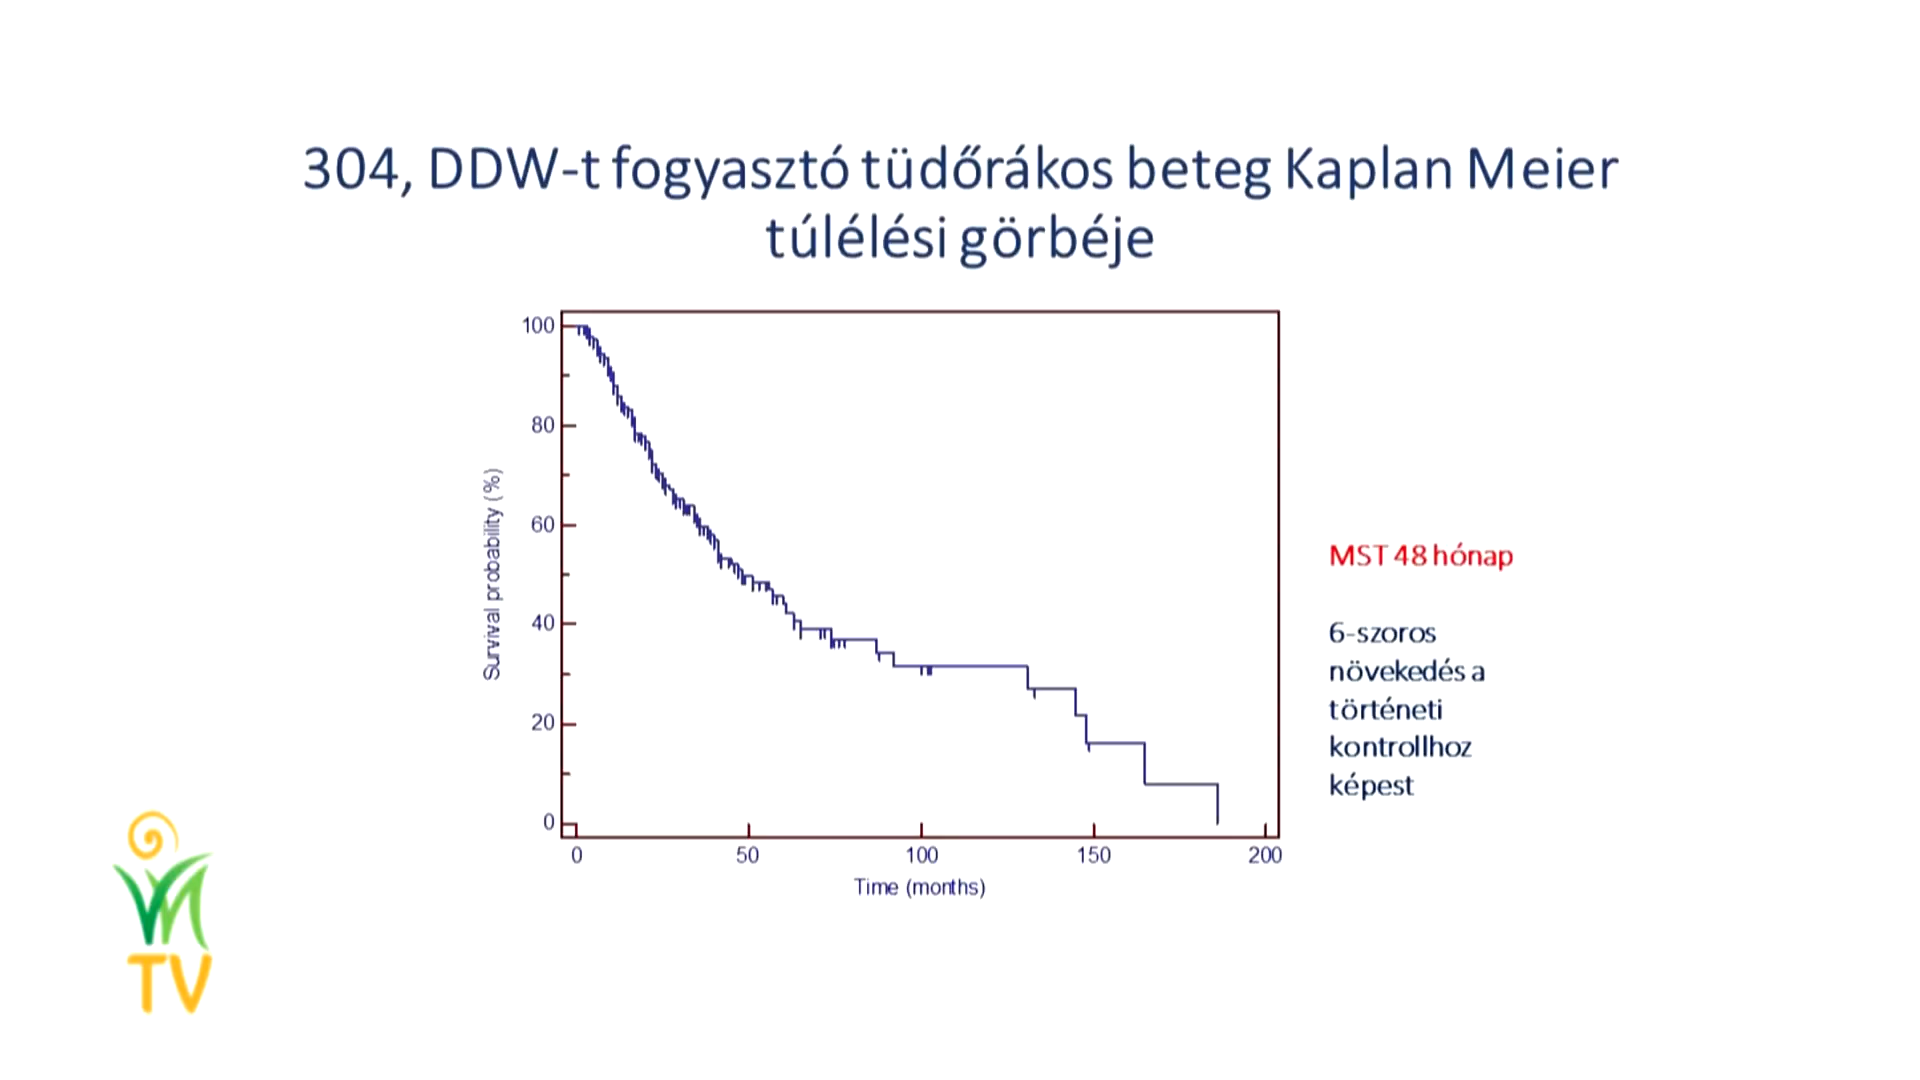 304, DDW-t fogyasztó tüdőrákos beteg Kaplan Meier
túlélési görbéje
100
80
60
40
20
0
Survival probability (%)
0 50 100 150 200
Time (months)
MST 48 hónap
6-szoros
növekedés a
történeti
kontrollhoz
képest
TV